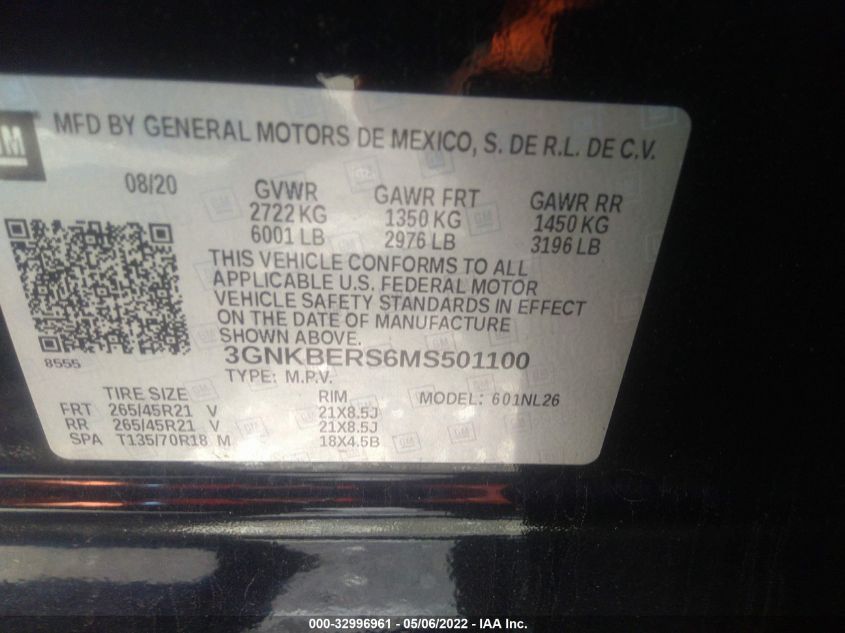 GM
MFD BY GENERAL MOTORS DE MEXICO, S. DE R.L. DE C.V.
08/20 GVWR GAWR FRT GAWR RR
2722 KG 1350 KG 1450 KG
6001 LB 2976 LB 3196 LB
THIS VEHICLE CONFORMS TO ALL
APPLICABLE U.S. FEDERAL MOTOR
VEHICLE SAFETY STANDARDS IN EFFECT
ON THE DATE OF MANUFACTURE
SHOWN ABOVE.
8555 3GNKBERS6MS501100
TYPE: M.P.V.
TIRE SIZE RIM MODEL: 601NL26
FRT 265/45R21 V 21X8.5J
RR 265/45R21 V 21X8.5J
SPA T135/70R18 M 18X4.5B
000-32996961 - 05/06/2022 - IAA Inc.